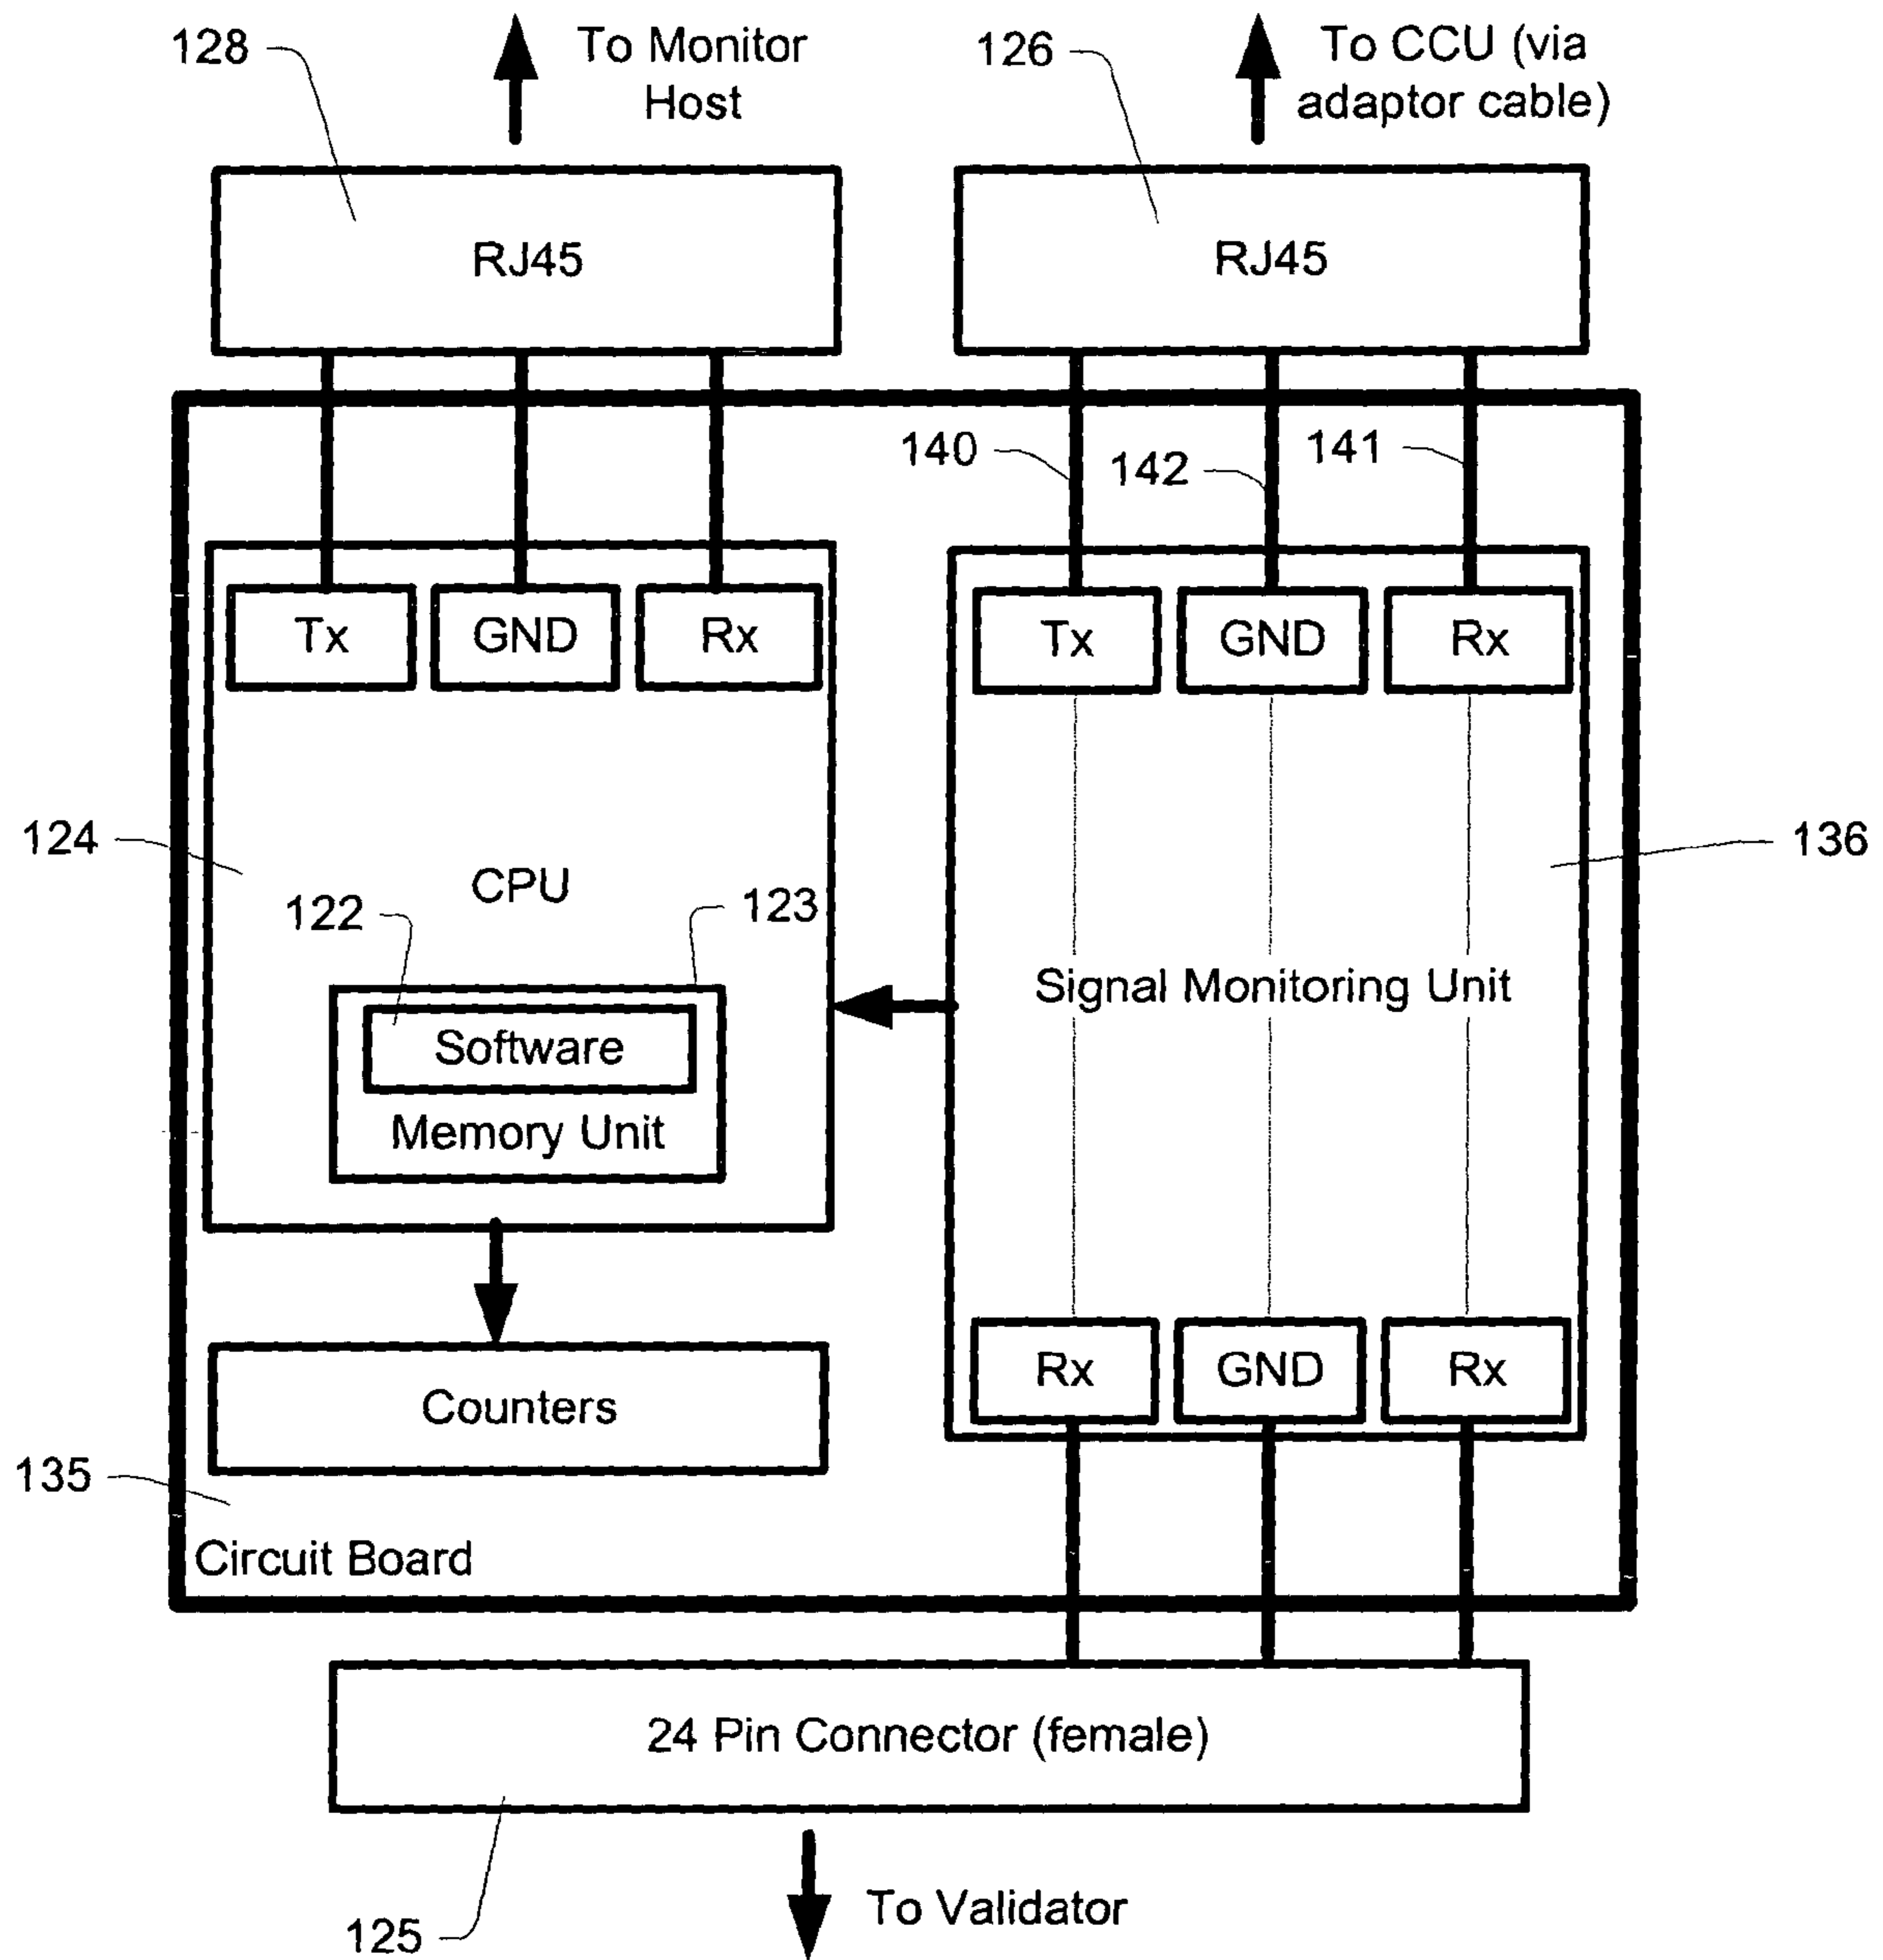 128
To Monitor
Host
126
To CCU (via
adaptor cable)
RJ45
RJ45
140
142
141
Tx
GND
Rx
Tx
GND
Rx
124
CPU
136
122
123
Signal Monitoring Unit
Software
Memory Unit
Rx
GND
Rx
Counters
135
Circuit Board
24 Pin Connector (female)
125
To Validator